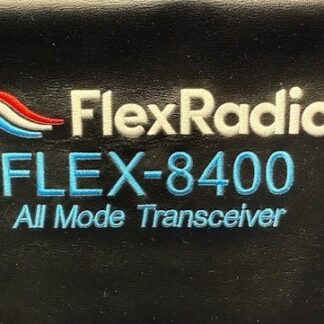 FlexRadio
FLEX-8400
All Mode Transceiver